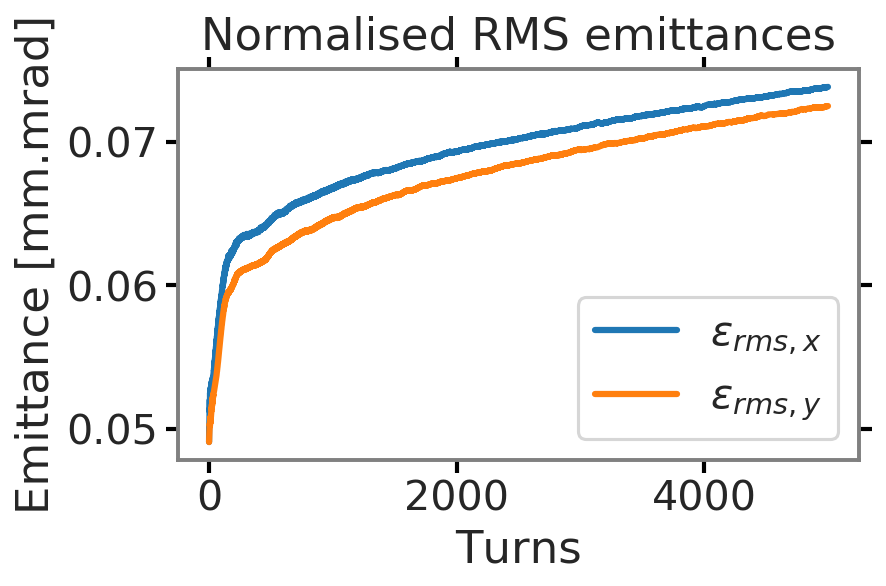 Normalised RMS emittances
Emittance [mm.mrad]
0.07
0.06
0.05
ε_{rms, x}
ε_{rms, y}
0
2000
4000
Turns